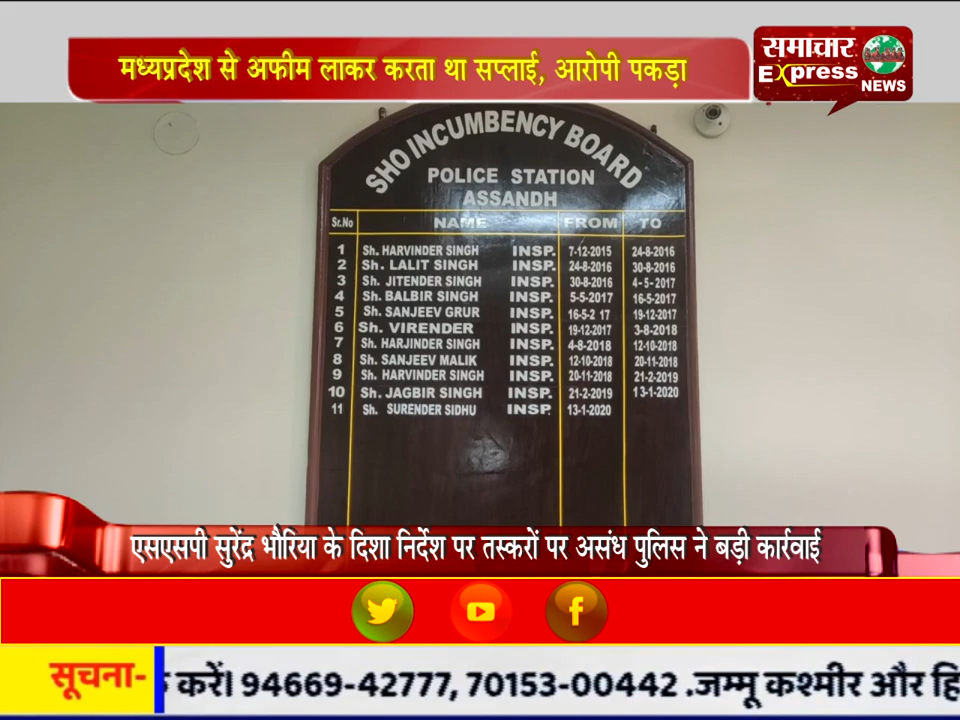 मध्यप्रदेश से अफीम लाकर करता था सप्लाई, आरोपी पकड़ा
समाचार
Express
NEWS
SHO INCUMBENCY BOARD
POLICE STATION
ASSANDH
Sr.No NAME FROM TO
1 Sh. HARVINDER SINGH INSP. 7-12-2015 24-8-2016
2 Sh. LALIT SINGH INSP. 24-8-2016 30-8-2016
3 Sh. JITENDER SINGH INSP. 30-8-2016 4-5-2017
4 Sh. BALBIR SINGH INSP. 5-5-2017 16-5-2017
5 Sh. SANJEEV GRUR INSP. 16-5-2 17 19-12-2017
6 Sh. VIRENDER INSP. 19-12-2017 3-8-2018
7 Sh. HARJINDER SINGH INSP. 4-8-2018 12-10-2018
8 Sh. SANJEEV MALIK INSP. 12-10-2018 20-11-2018
9 Sh. HARVINDER SINGH INSP. 20-11-2018 21-2-2019
10 Sh. JAGBIR SINGH INSP. 21-2-2019 13-1-2020
11 Sh. SURENDER SIDHU INSP 13-1-2020
एसएसपी सुरेंद्र भौरिया के दिशा निर्देश पर तस्करों पर असंध पुलिस ने बड़ी कार्रवाई
सूचना- करें। 94669-42777, 70153-00442 .जम्मू कश्मीर और हि